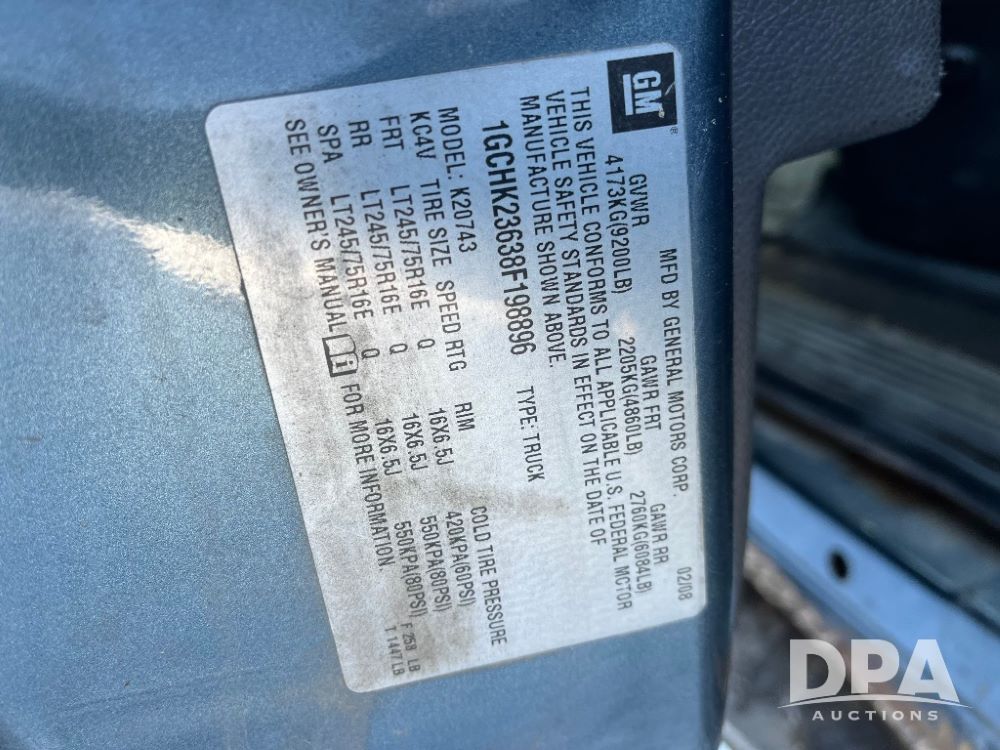 GM®
MFD BY GENERAL MOTORS CORP. 02/08
GVWR GAWR FRT GAWR RR
4173KG(9200LB) 2205KG(4860LB) 2760KG(6084LB)
THIS VEHICLE CONFORMS TO ALL APPLICABLE U.S. FEDERAL MOTOR
VEHICLE SAFETY STANDARDS IN EFFECT ON THE DATE OF
MANUFACTURE SHOWN ABOVE.
1GCHK23638F198896 TYPE: TRUCK
MODEL: K20743
KC4V TIRE SIZE SPEED RTG RIM COLD TIRE PRESSURE
FRT LT245/75R16E Q 16X6.5J 420KPA(60PSI)
RR LT245/75R16E Q 16X6.5J 550KPA(80PSI)
SPA LT245/75R16E Q 16X6.5J 550KPA(80PSI)
SEE OWNER'S MANUAL i FOR MORE INFORMATION
F 258 LB
T 1447 LB
DPA
AUCTIONS